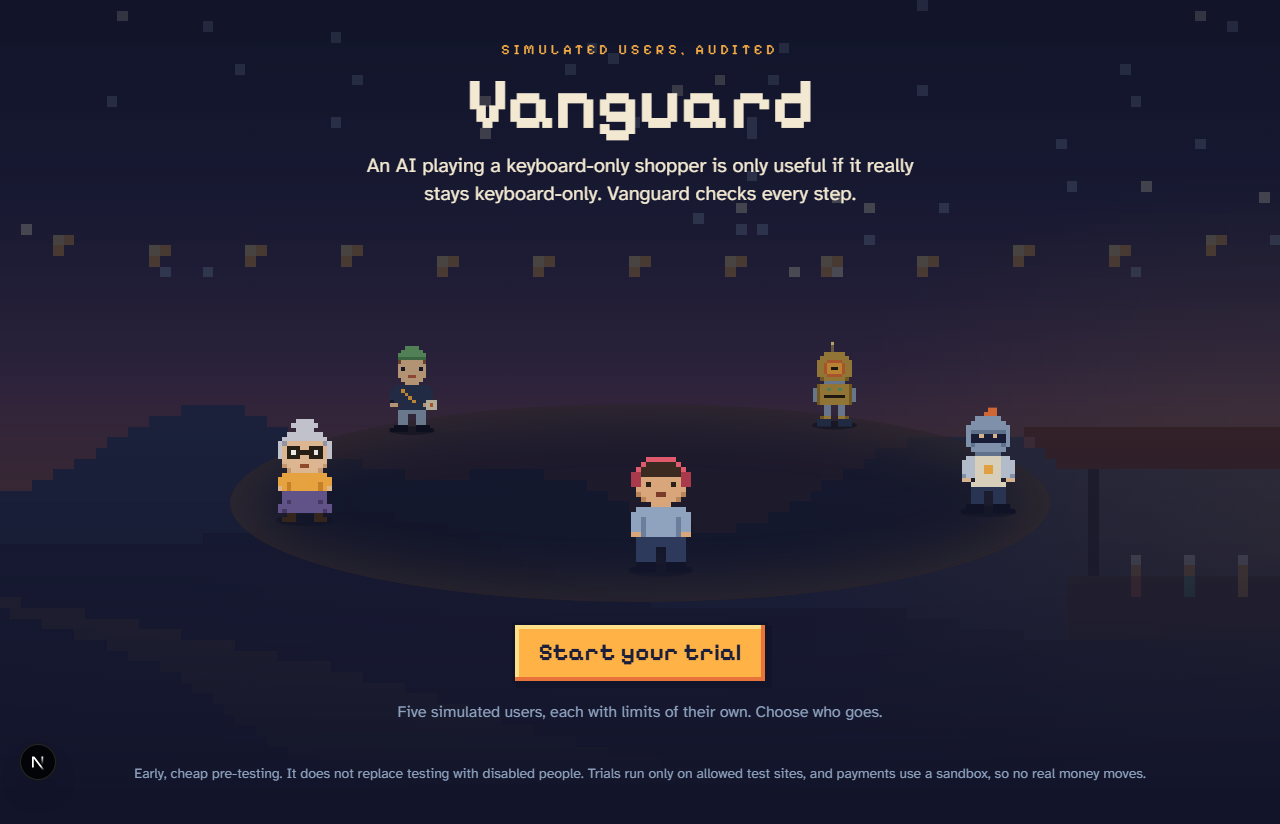 SIMULATED USERS, AUDITED
Vanguard
An AI playing a keyboard-only shopper is only useful if it really
stays keyboard-only. Vanguard checks every step.
Start your trial
Five simulated users, each with limits of their own. Choose who goes.
N
Early, cheap pre-testing. It does not replace testing with disabled people. Trials run only on allowed test sites, and payments use a sandbox, so no real money moves.